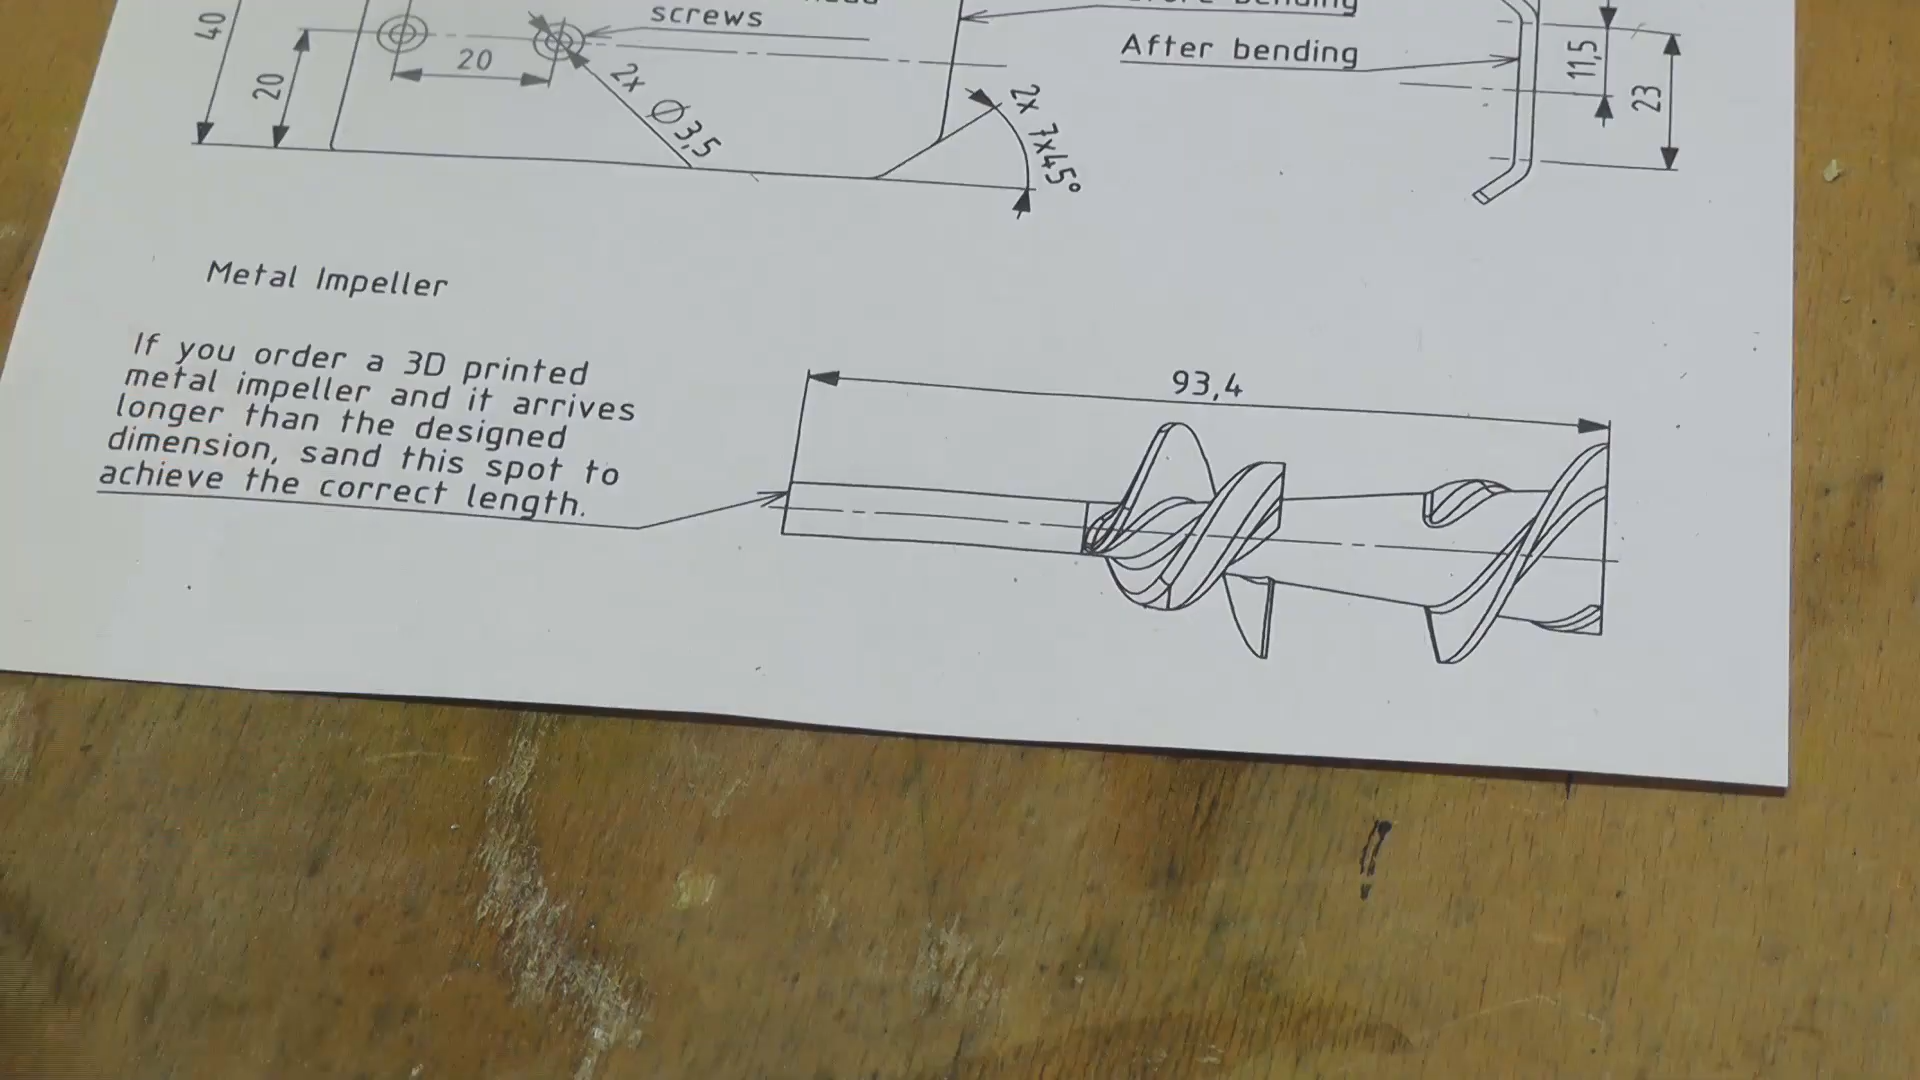 screws
After bending
40
20
20
2x Ø3,5
2x 7x45°
11,5
23
Metal Impeller
If you order a 3D printed
metal impeller and it arrives
longer than the designed
dimension, sand this spot to
achieve the correct length.
93,4